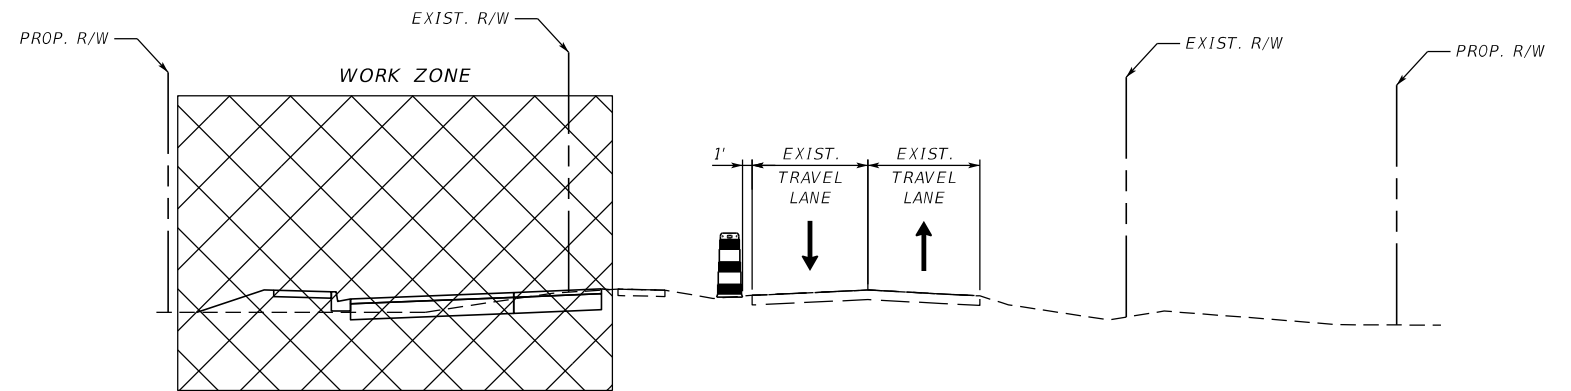 EXIST. R/W
PROP. R/W
EXIST. R/W
PROP. R/W
WORK ZONE
1'
EXIST.
TRAVEL
LANE
EXIST.
TRAVEL
LANE